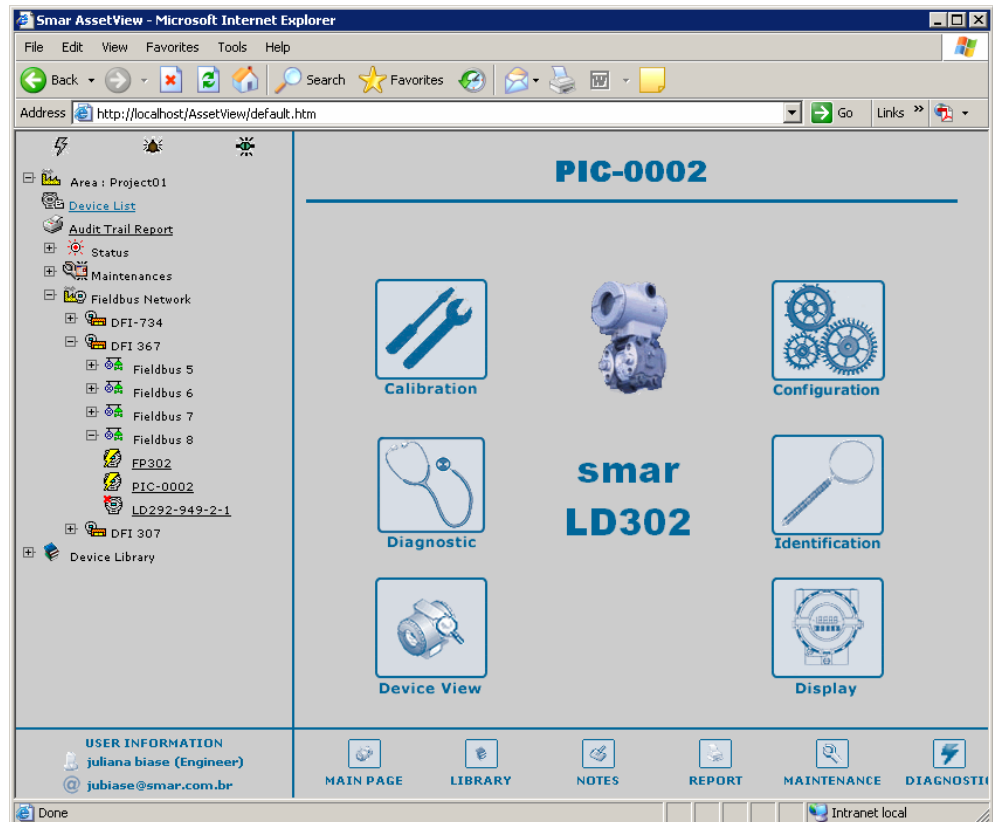 Smar AssetView - Microsoft Internet Explorer
File Edit View Favorites Tools Help
Back Search Favorites
Address http://localhost/AssetView/default.htm Go Links »
Area : Project01
Device List
Audit Trail Report
Status
Maintenances
Fieldbus Network
DFI-734
DFI 367
Fieldbus 5
Fieldbus 6
Fieldbus 7
Fieldbus 8
FP302
PIC-0002
LD292-949-2-1
DFI 307
Device Library
PIC-0002
Calibration
Configuration
smar
LD302
Diagnostic
Identification
Device View
Display
USER INFORMATION
juliana biase (Engineer)
jubiase@smar.com.br
MAIN PAGE LIBRARY NOTES REPORT MAINTENANCE DIAGNOSTI
Done Intranet local